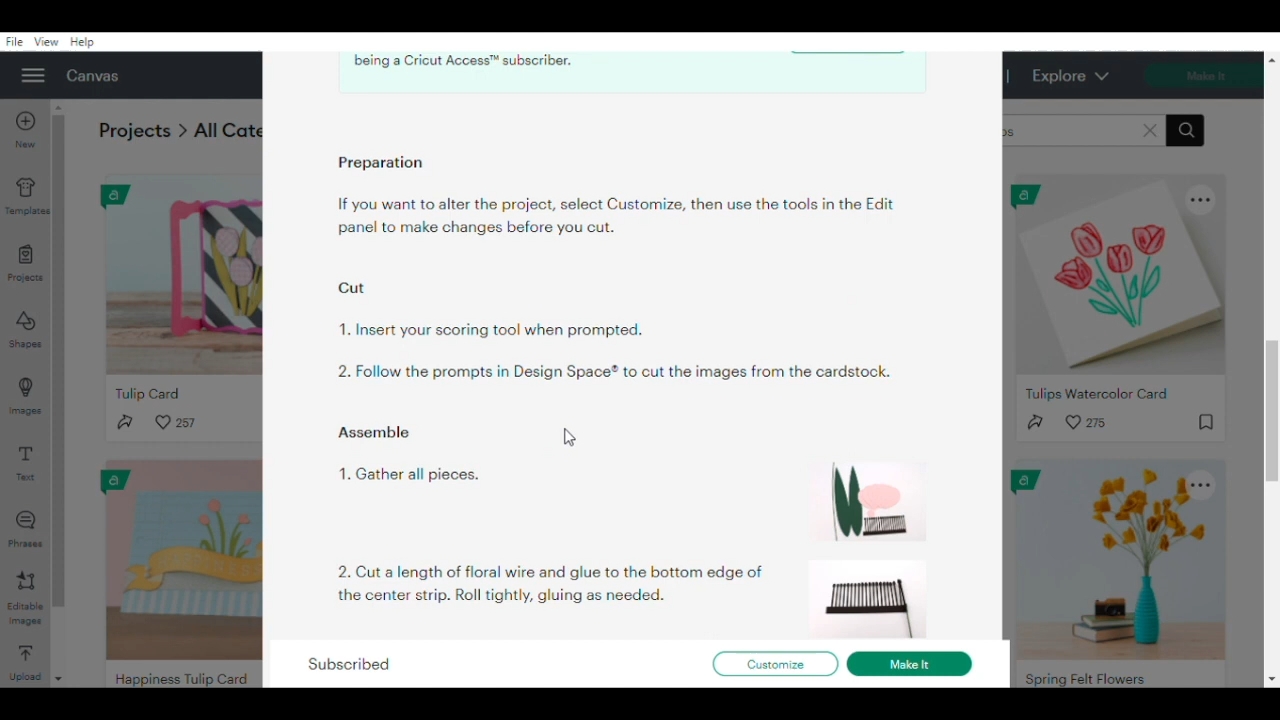 File View Help
being a Cricut Access™ subscriber.
Canvas
Explore
Make It
New
Projects > All Cate
Templates
Projects
Shapes
Images
Text
Phrases
Editable
Images
Upload
Preparation
If you want to alter the project, select Customize, then use the tools in the Edit
panel to make changes before you cut.
Cut
1. Insert your scoring tool when prompted.
2. Follow the prompts in Design Space® to cut the images from the cardstock.
Assemble
1. Gather all pieces.
2. Cut a length of floral wire and glue to the bottom edge of
the center strip. Roll tightly, gluing as needed.
Tulip Card
257
Tulips Watercolor Card
275
Happiness Tulip Card
Spring Felt Flowers
Subscribed
Customize
Make It